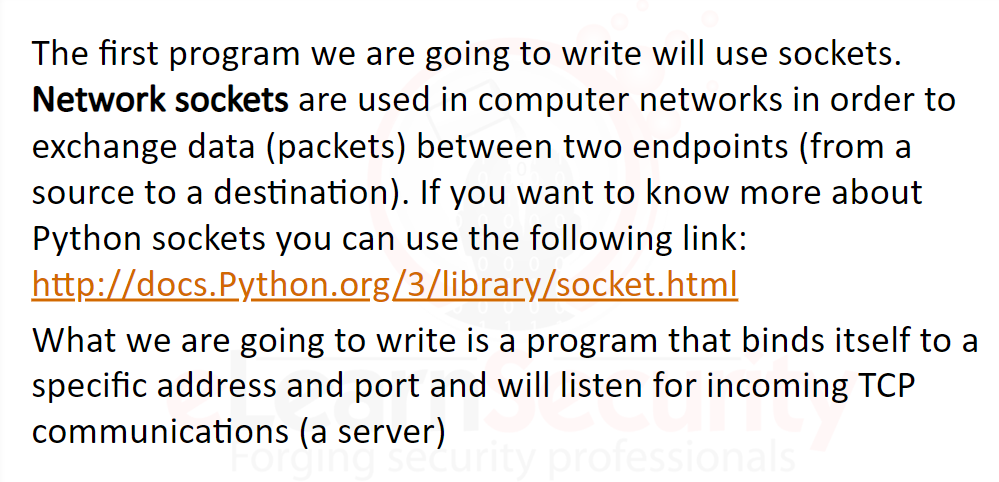 The first program we are going to write will use sockets.
Network sockets are used in computer networks in order to
exchange data (packets) between two endpoints (from a
source to a destination). If you want to know more about
Python sockets you can use the following link:
http://docs.Python.org/3/library/socket.html
What we are going to write is a program that binds itself to a
specific address and port and will listen for incoming TCP
communications (a server)
eLearnSecurity
Forging security professionals